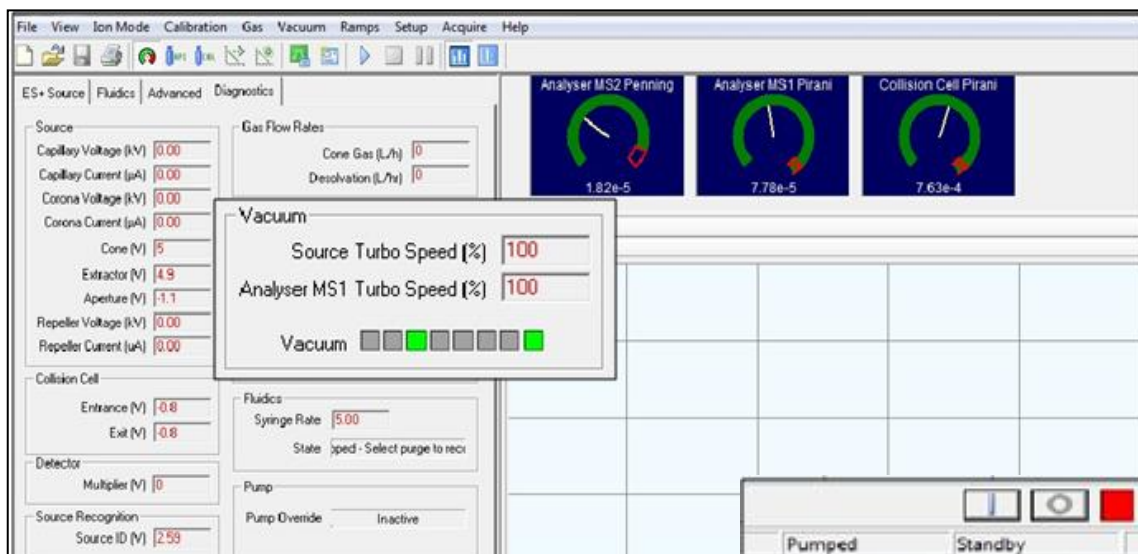 File View Ion Mode Calibration Gas Vacuum Ramps Setup Acquire Help
ES+ Source Fluidics Advanced Diagnostics
Source
Capillary Voltage (kV) 0.00
Capillary Current (µA) 0.00
Corona Voltage (kV) 0.00
Corona Current (µA) 0.00
Cone (V) 5
Extractor (V) 4.9
Aperture (V) -1.1
Repeller Voltage (kV) 0.00
Repeller Current (uA) 0.00
Collision Cell
Entrance (V) -0.8
Exit (V) -0.8
Detector
Multiplier (V) 0
Source Recognition
Source ID (V) 2.59
Gas Flow Rates
Cone Gas (L/h) 0
Desolvation (L/hr) 0
Vacuum
Source Turbo Speed (%) 100
Analyser MS1 Turbo Speed (%) 100
Vacuum
Fluidics
Syringe Rate 5.00
State pped - Select purge to reco
Pump
Pump Override Inactive
Analyser MS2 Penning
1.82e-5
Analyser MS1 Pirani
7.78e-5
Collision Cell Pirani
7.63e-4
Pumped Standby